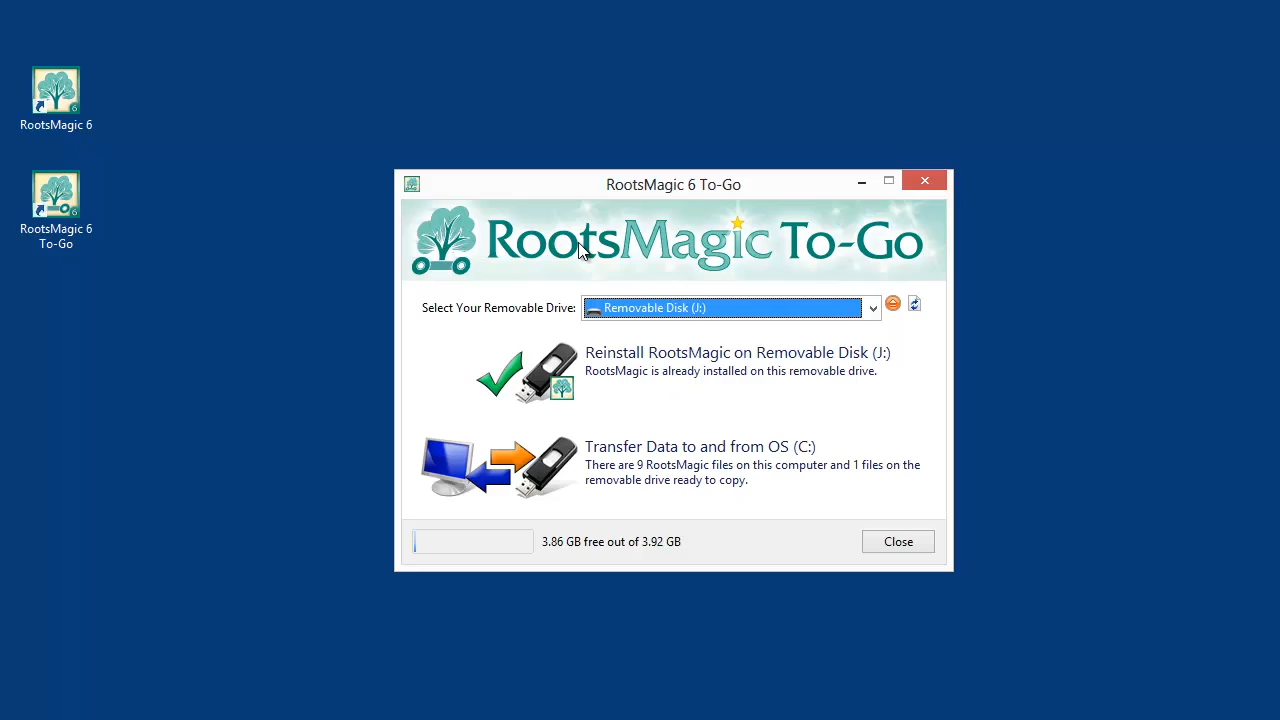 RootsMagic 6
RootsMagic 6
To-Go
RootsMagic 6 To-Go
RootsMagic To-Go
Select Your Removable Drive:
Removable Disk (J:)
Reinstall RootsMagic on Removable Disk (J:)
RootsMagic is already installed on this removable drive.
Transfer Data to and from OS (C:)
There are 9 RootsMagic files on this computer and 1 files on the
removable drive ready to copy.
3.86 GB free out of 3.92 GB
Close